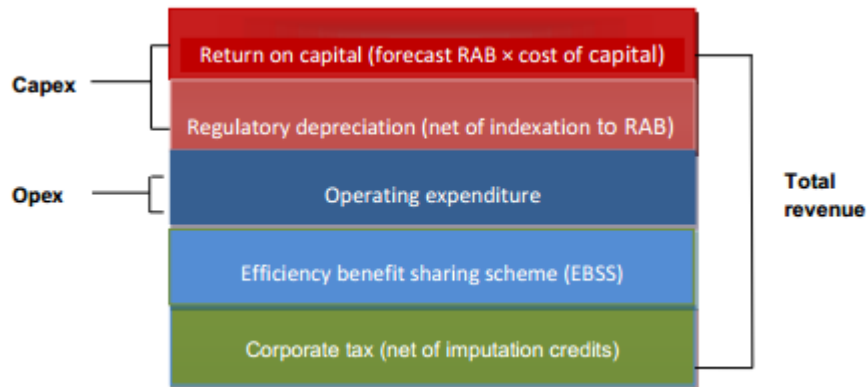 Return on capital (forecast RAB × cost of capital)
Capex
Regulatory depreciation (net of indexation to RAB)
Opex
Operating expenditure
Total
revenue
Efficiency benefit sharing scheme (EBSS)
Corporate tax (net of imputation credits)